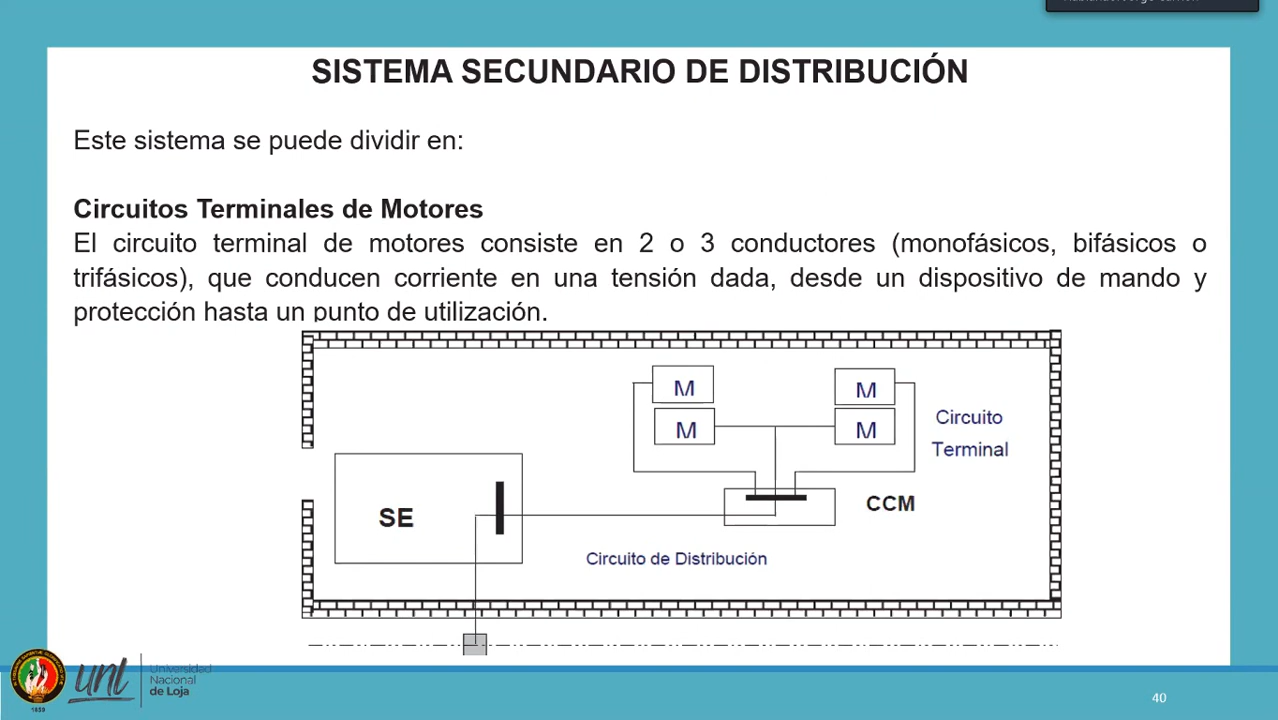 SISTEMA SECUNDARIO DE DISTRIBUCIÓN
Este sistema se puede dividir en:
Circuitos Terminales de Motores
El circuito terminal de motores consiste en 2 o 3 conductores (monofásicos, bifásicos o
trifásicos), que conducen corriente en una tensión dada, desde un dispositivo de mando y
protección hasta un punto de utilización.
M
M
M
M
Circuito
Terminal
SE
CCM
Circuito de Distribución
unl
Universidad
Nacional
de Loja
1859
40